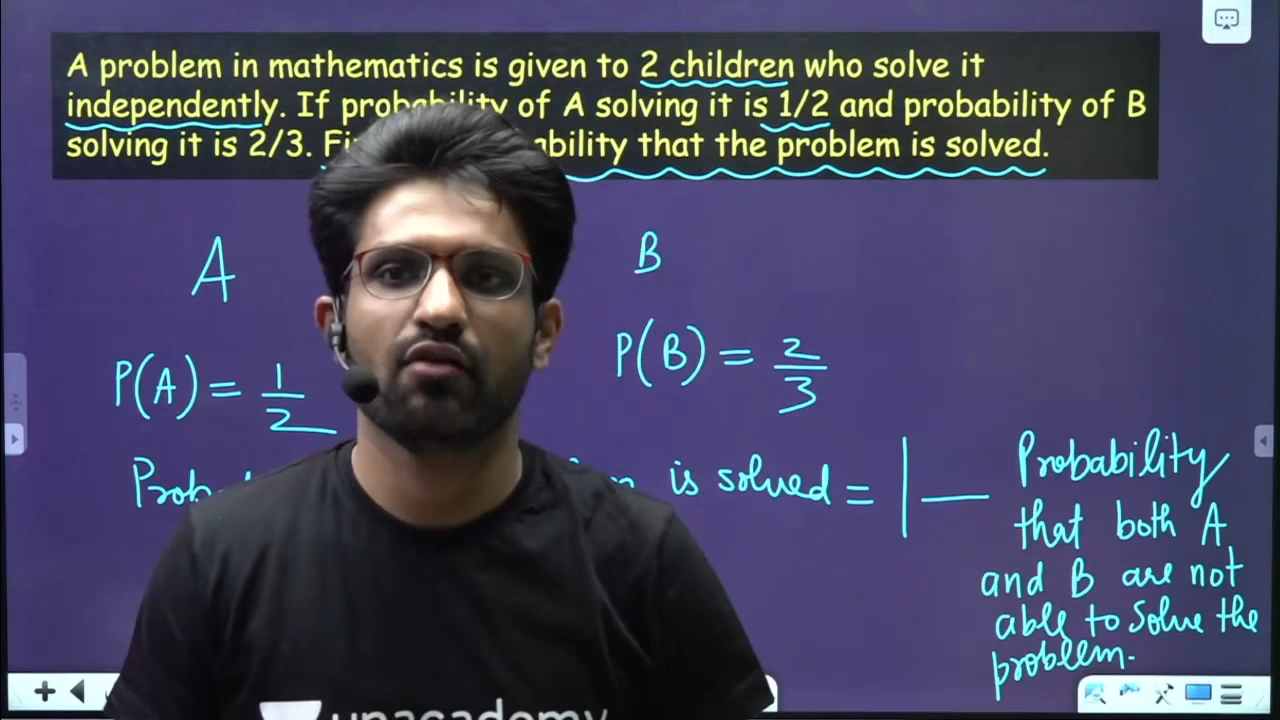 A problem in mathematics is given to 2 children who solve it
independently. If probability of A solving it is 1/2 and probability of B
solving it is 2/3. ability that the problem is solved.
A B
P(A) = 1/2 P(B) = 2/3
is solved = 1 — Probability
that both A
and B are not
able to solve the
problem.
unacademy